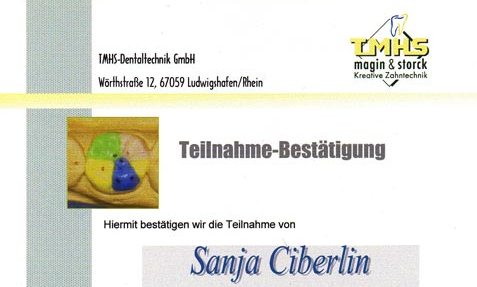 TMHS-Dentaltechnik GmbH
Wörthstraße 12, 67059 Ludwigshafen/Rhein
TMHS
magin & storck
Kreative Zahntechnik
Teilnahme-Bestätigung
Hiermit bestätigen wir die Teilnahme von
Sanja Ciberlin